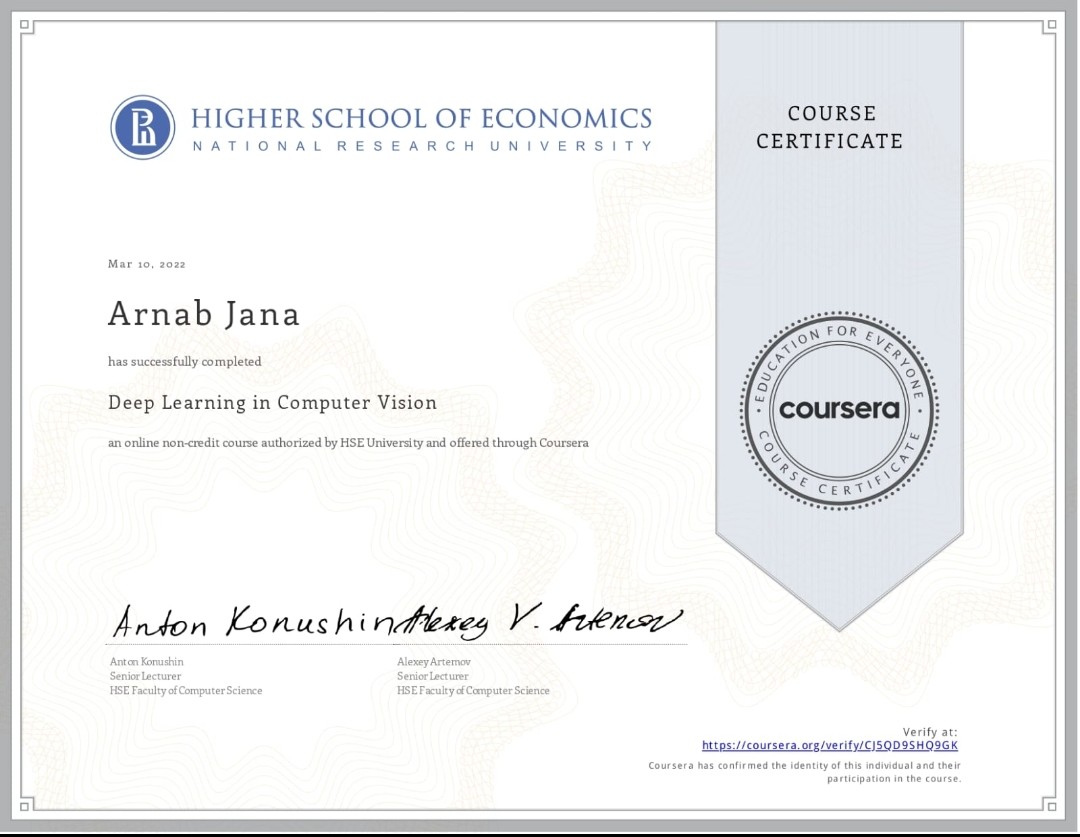 HIGHER SCHOOL OF ECONOMICS
NATIONAL RESEARCH UNIVERSITY
COURSE
CERTIFICATE
Mar 10, 2022
Arnab Jana
has successfully completed
Deep Learning in Computer Vision
an online non-credit course authorized by HSE University and offered through Coursera
EDUCATION FOR EVERYONE
coursera
COURSE CERTIFICATE
Anton Konushin
Alexey V. Artemov
Anton Konushin
Senior Lecturer
HSE Faculty of Computer Science
Alexey Artemov
Senior Lecturer
HSE Faculty of Computer Science
Verify at:
https://coursera.org/verify/CJ5QD9SHQ9GK
Coursera has confirmed the identity of this individual and their
participation in the course.